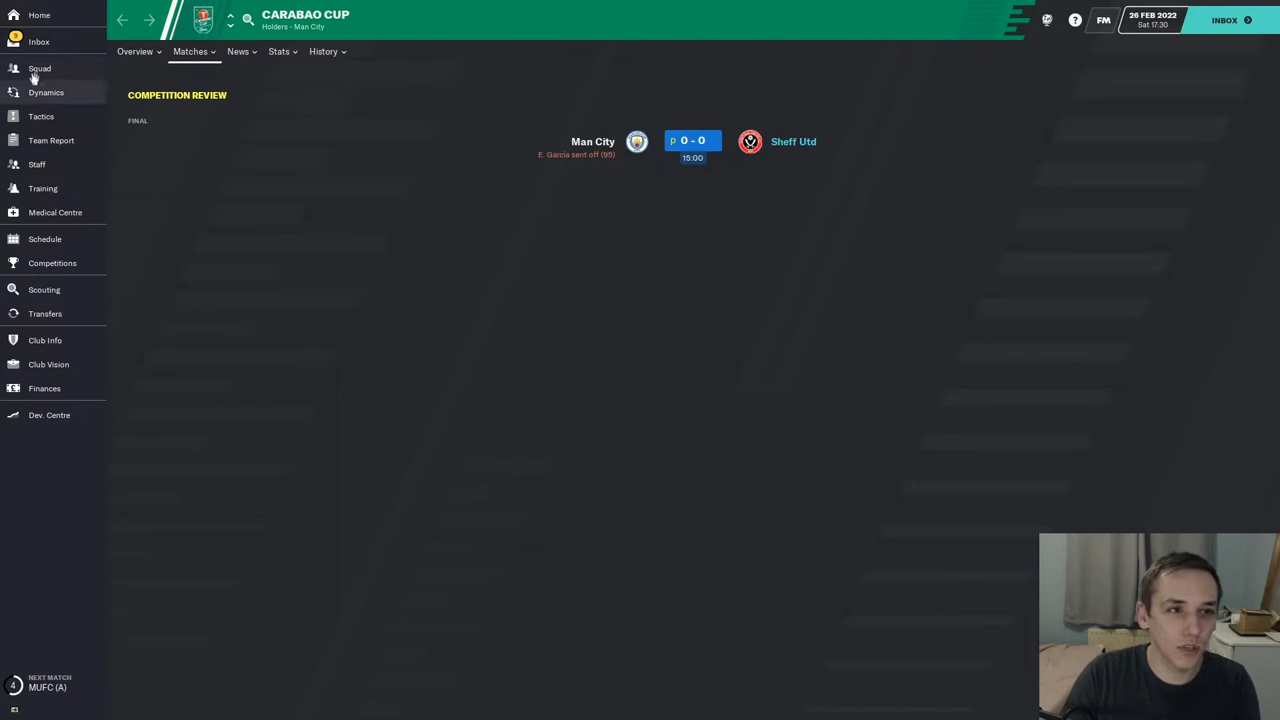 Home
CARABAO CUP
Holders - Man City
FM
26 FEB 2022
Sat 17:30
INBOX
9
Inbox
Overview
Matches
News
Stats
History
Squad
Dynamics
Tactics
Team Report
Staff
Training
Medical Centre
Schedule
Competitions
Scouting
Transfers
Club Info
Club Vision
Finances
Dev. Centre
COMPETITION REVIEW
FINAL
Man City
p 0 - 0
Sheff Utd
E. Garcia sent off (95)
15:00
4
NEXT MATCH
MUFC (A)